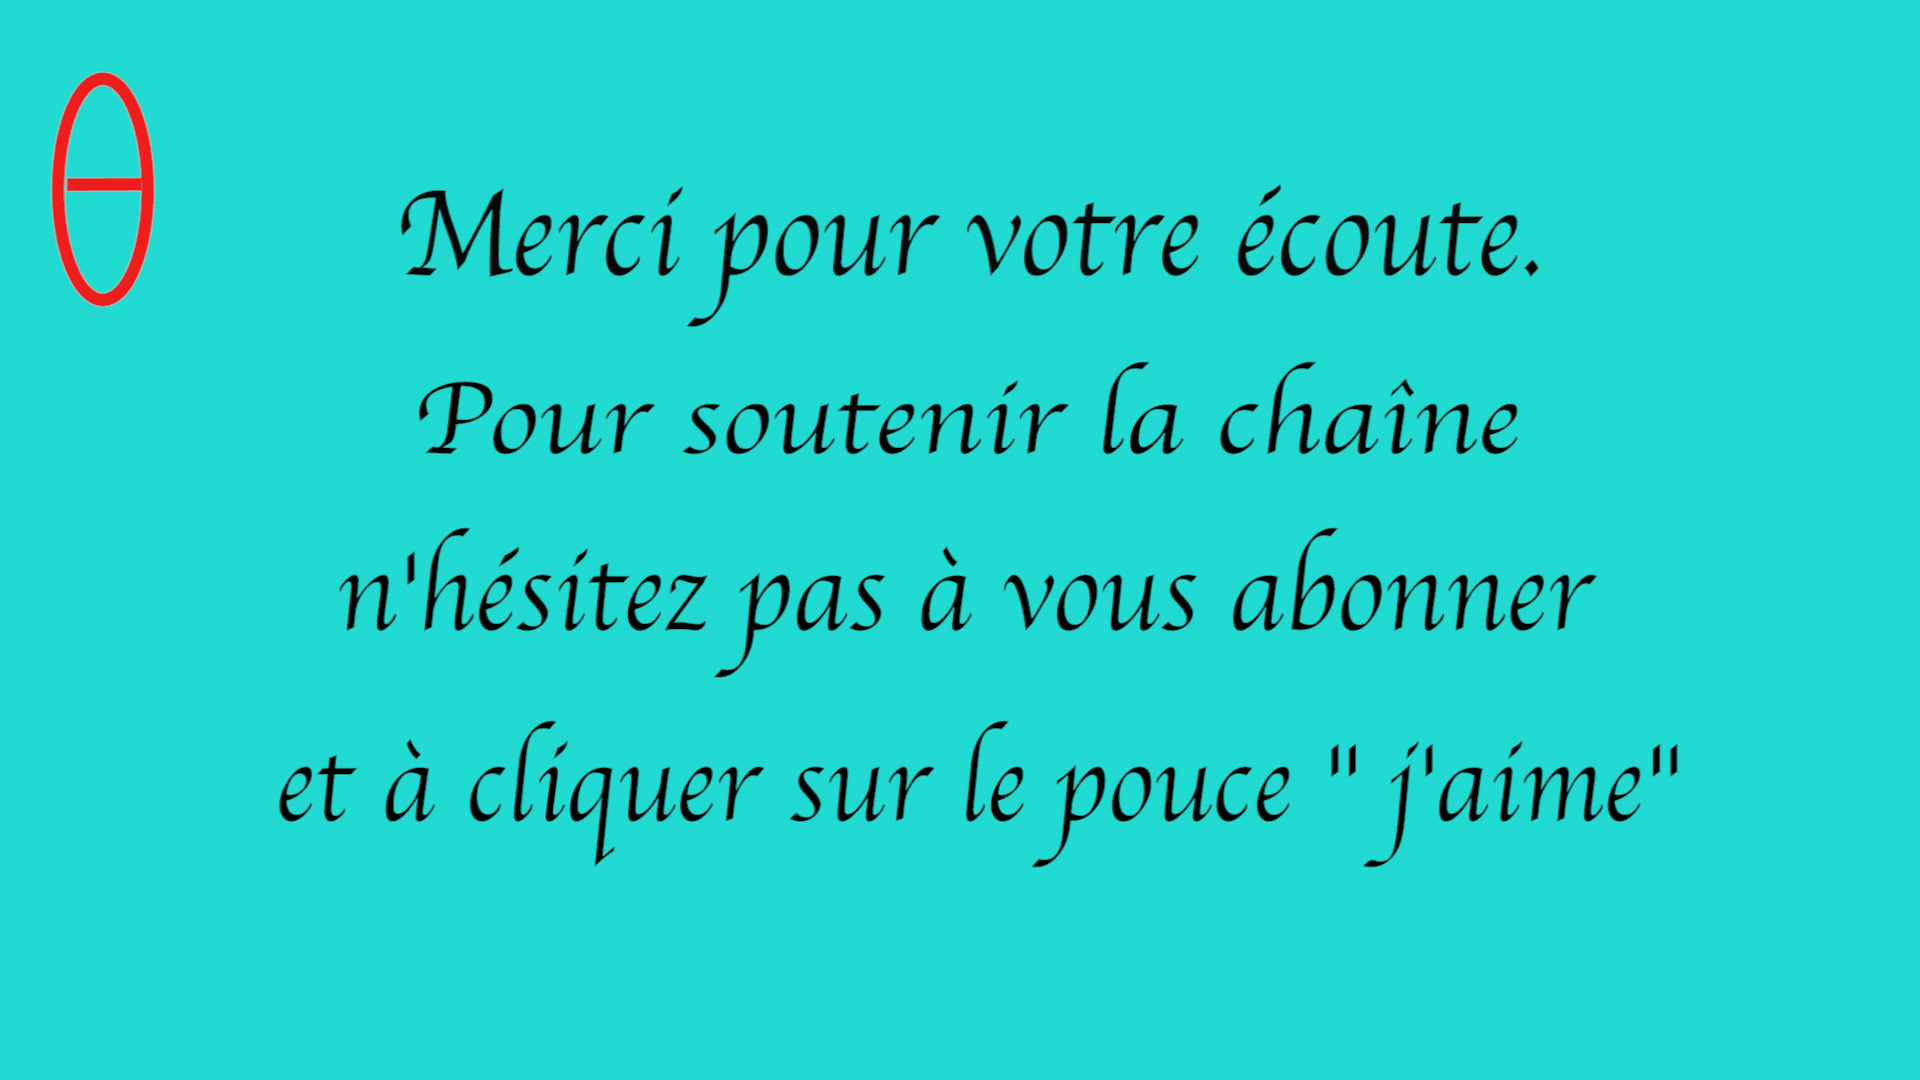 θ
Merci pour votre écoute.
Pour soutenir la chaîne
n'hésitez pas à vous abonner
et à cliquer sur le pouce " j'aime"